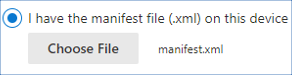 I have the manifest file (.xml) on this device
Choose File manifest.xml